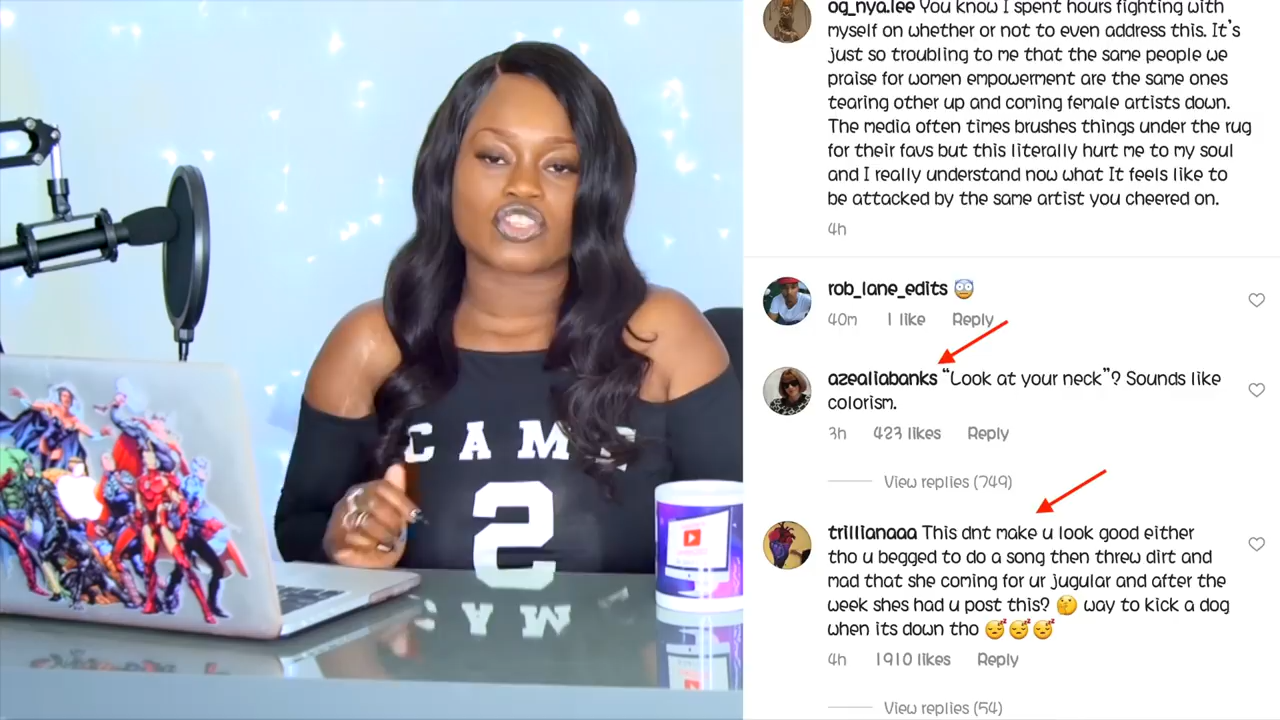 og_nya.lee You know I spent hours fighting with
myself on whether or not to even address this. It's
just so troubling to me that the same people we
praise for women empowerment are the same ones
tearing other up and coming female artists down.
The media often times brushes things under the rug
for their favs but this literally hurt me to my soul
and I really understand now what It feels like to
be attacked by the same artist you cheered on.
4h
rob_lane_edits 😨
40m 1 like Reply
azealiabanks “Look at your neck”? Sounds like
colorism.
3h 423 likes Reply
View replies (749)
trillianaaa This dnt make u look good either
tho u begged to do a song then threw dirt and
mad that she coming for ur jugular and after the
week shes had u post this? 🤔 way to kick a dog
when its down tho 😴😴😴
4h 1910 likes Reply
View replies (54)
CAMP
2